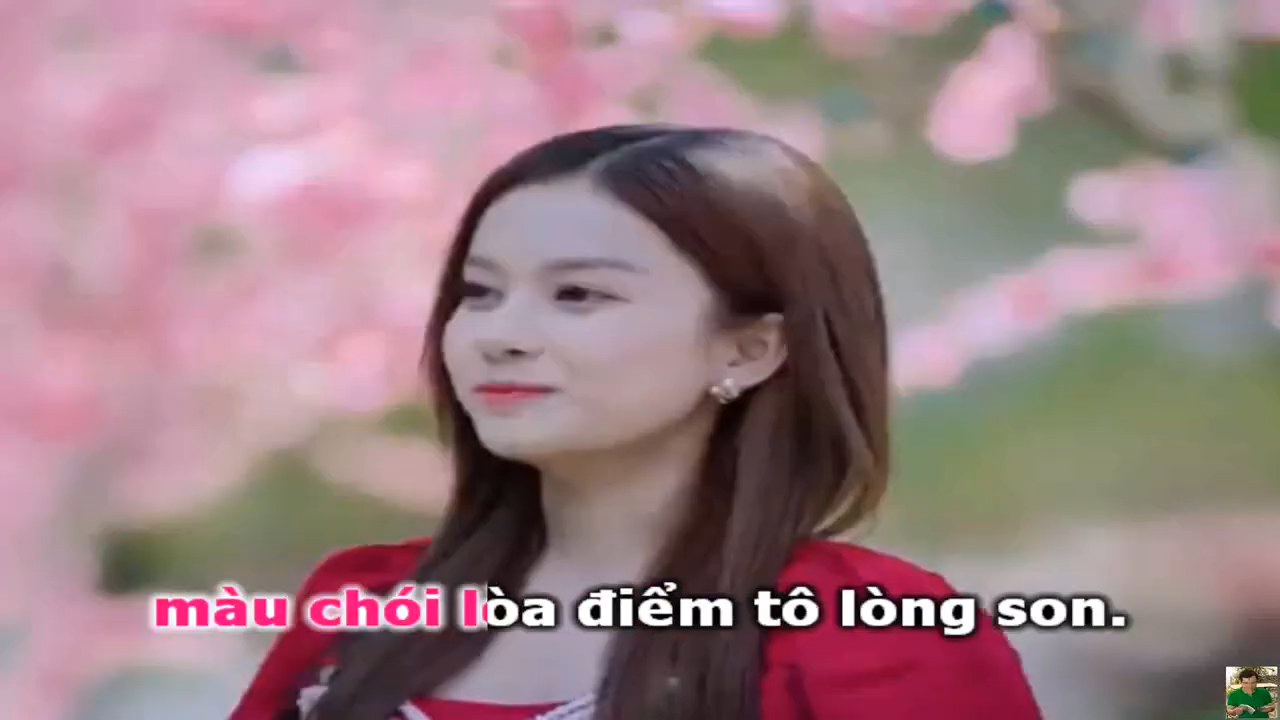 màu chói lòa điểm tô lòng son.